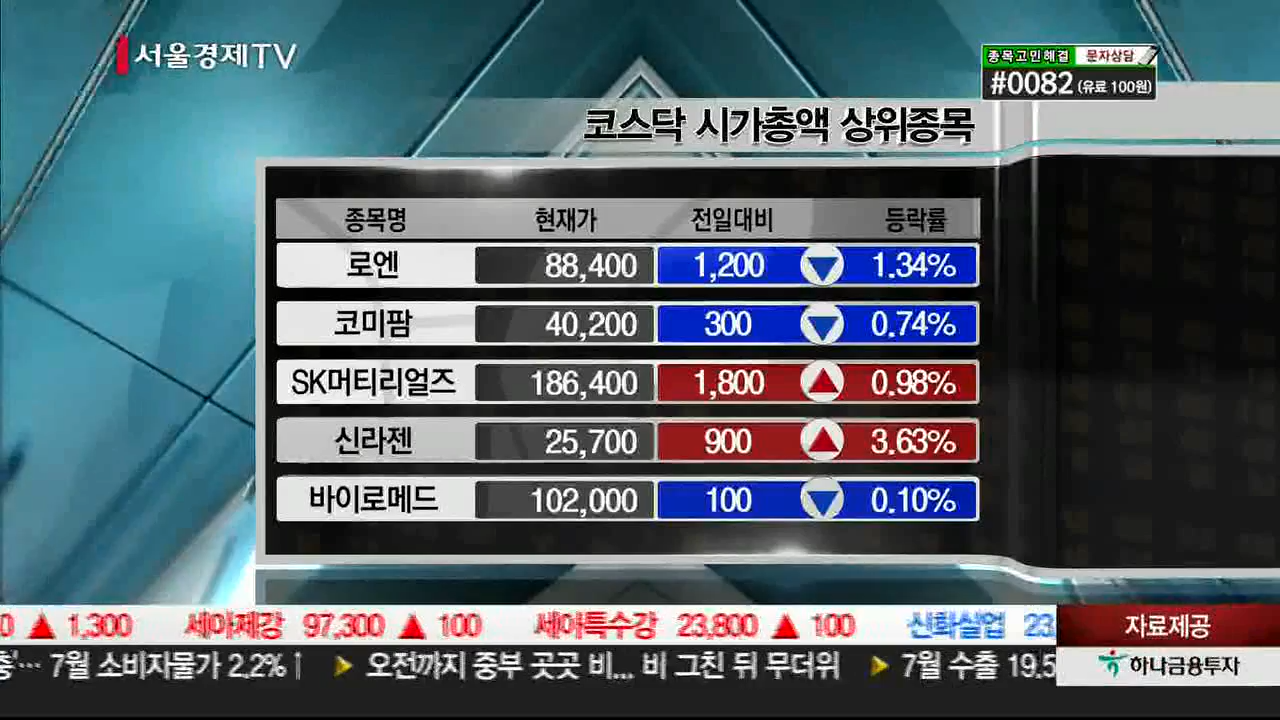 서울경제TV
종목고민해결 문자상담
#0082 (유료 100원)
코스닥 시가총액 상위종목
종목명 현재가 전일대비 등락률
로엔 88,400 1,200 ▼ 1.34%
코미팜 40,200 300 ▼ 0.74%
SK머티리얼즈 186,400 1,800 ▲ 0.98%
신라젠 25,700 900 ▲ 3.63%
바이로메드 102,000 100 ▼ 0.10%
0 ▲ 1,300 세아제강 97,300 ▲ 100 세아특수강 23,800 ▲ 100 신화실업 23
자료제공
하나금융투자
총'… 7월 소비자물가 2.2%↑ ▶ 오전까지 중부 곳곳 비... 비 그친 뒤 무더위 ▶ 7월 수출 19.5